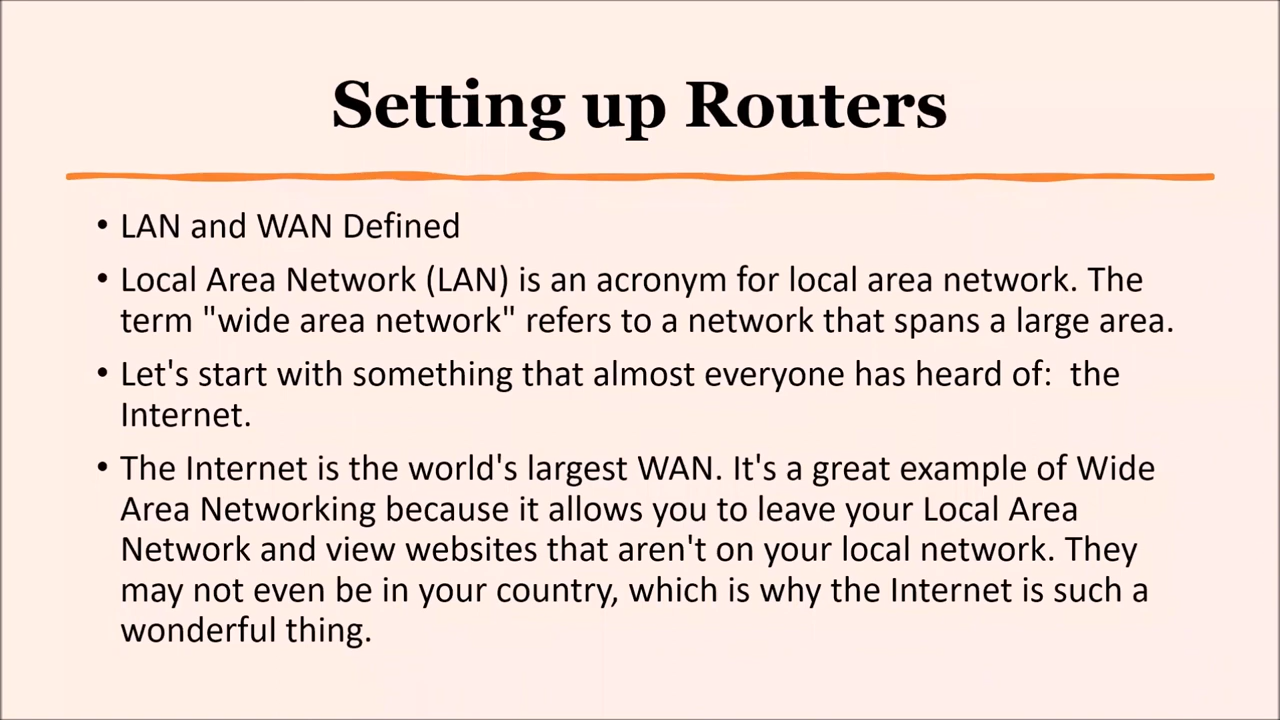 Setting up Routers
• LAN and WAN Defined
• Local Area Network (LAN) is an acronym for local area network. The
term "wide area network" refers to a network that spans a large area.
• Let's start with something that almost everyone has heard of:  the
Internet.
• The Internet is the world's largest WAN. It's a great example of Wide
Area Networking because it allows you to leave your Local Area
Network and view websites that aren't on your local network. They
may not even be in your country, which is why the Internet is such a
wonderful thing.